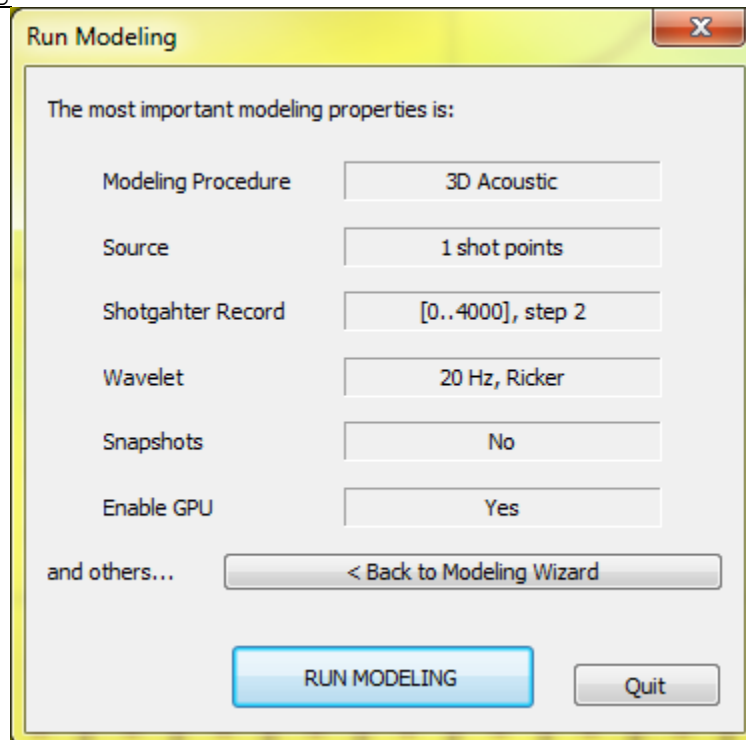 Run Modeling
The most important modeling properties is:
Modeling Procedure 3D Acoustic
Source 1 shot points
Shotgahter Record [0..4000], step 2
Wavelet 20 Hz, Ricker
Snapshots No
Enable GPU Yes
and others... < Back to Modeling Wizard
RUN MODELING Quit